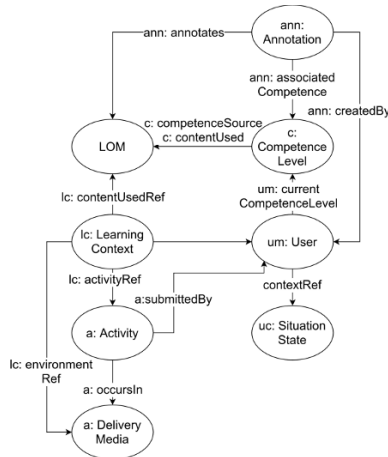 ann:
Annotation
ann: annotates
ann: associated
Competence
ann: createdBy
c: competenceSource
c: contentUsed
LOM
c:
Competence
Level
lc: contentUsedRef
um: current
CompetenceLevel
lc: Learning
Context
um: User
lc: activityRef
a:submittedBy
contextRef
a: Activity
uc: Situation
State
lc: environment
Ref
a: occursIn
a: Delivery
Media